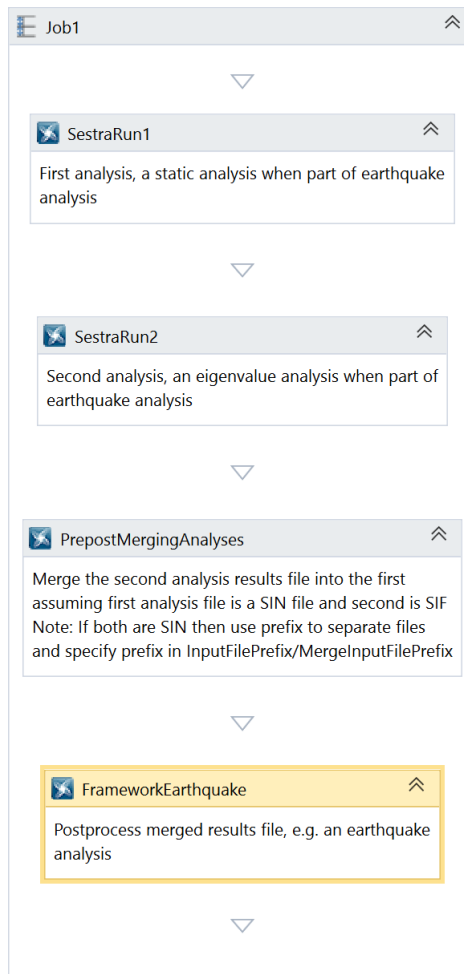 Job1
SestraRun1
First analysis, a static analysis when part of earthquake
analysis
SestraRun2
Second analysis, an eigenvalue analysis when part of
earthquake analysis
PrepostMergingAnalyses
Merge the second analysis results file into the first
assuming first analysis file is a SIN file and second is SIF
Note: If both are SIN then use prefix to separate files
and specify prefix in InputFilePrefix/MergeInputFilePrefix
FrameworkEarthquake
Postprocess merged results file, e.g. an earthquake
analysis